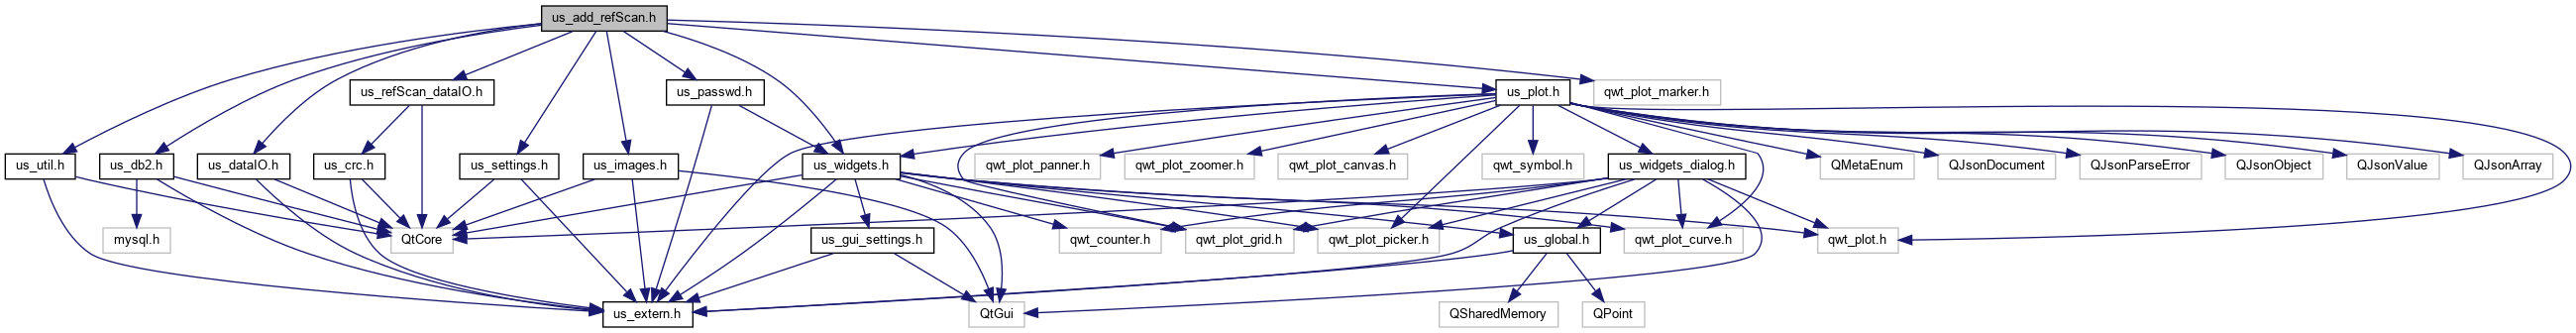 us_add_refScan.h
us_refScan_dataIO.h
us_passwd.h
us_plot.h
qwt_plot_marker.h
us_util.h
us_db2.h
us_dataIO.h
us_crc.h
us_settings.h
us_images.h
us_widgets.h
qwt_plot_panner.h
qwt_plot_zoomer.h
qwt_plot_canvas.h
qwt_symbol.h
us_widgets_dialog.h
QMetaEnum
QJsonDocument
QJsonParseError
QJsonObject
QJsonValue
QJsonArray
mysql.h
QtCore
us_gui_settings.h
qwt_counter.h
qwt_plot_grid.h
qwt_plot_picker.h
us_global.h
qwt_plot_curve.h
qwt_plot.h
us_extern.h
QtGui
QSharedMemory
QPoint